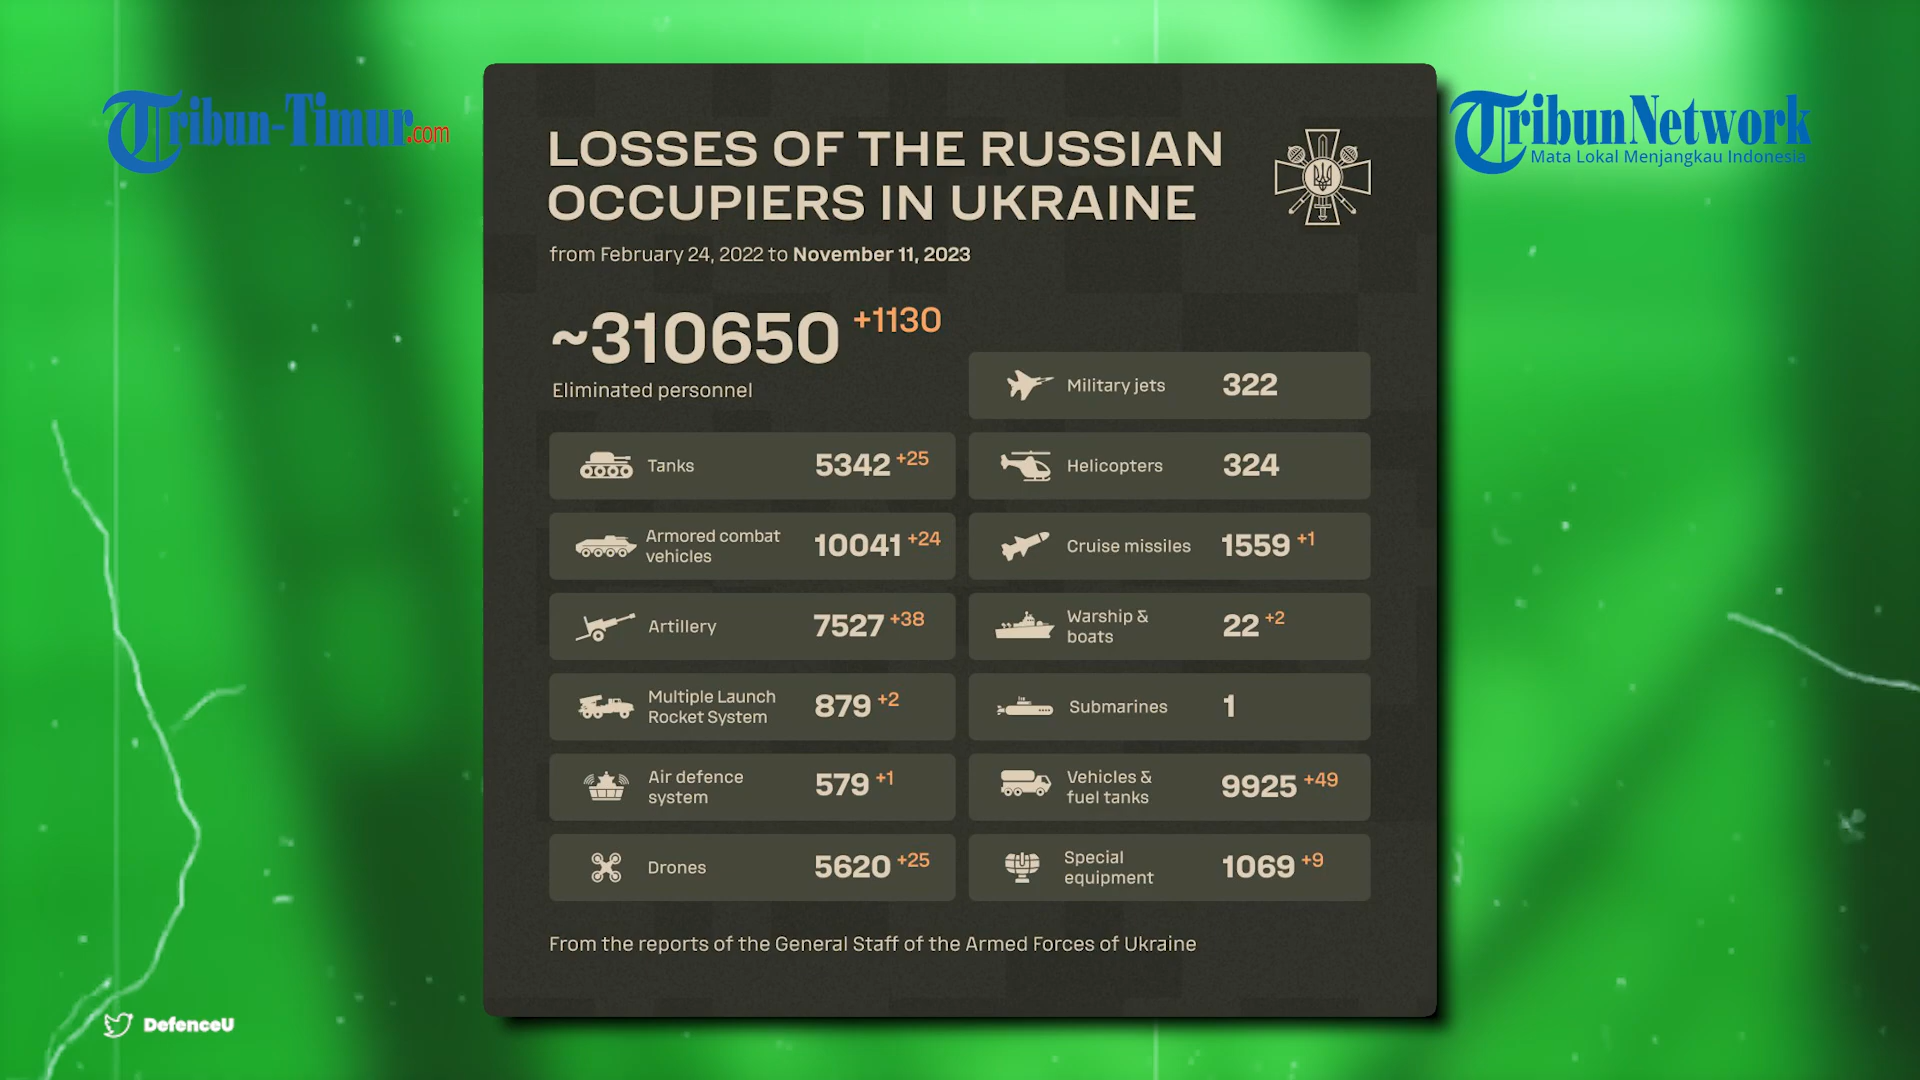 Tribun-Timur.com
TribunNetwork
Mata Lokal Menjangkau Indonesia
LOSSES OF THE RUSSIAN
OCCUPIERS IN UKRAINE
from February 24, 2022 to November 11, 2023
~310650 +1130
Eliminated personnel
Military jets 322
Tanks 5342 +25
Helicopters 324
Armored combat
vehicles 10041 +24
Cruise missiles 1559 +1
Artillery 7527 +38
Warship &
boats 22 +2
Multiple Launch
Rocket System 879 +2
Submarines 1
Air defence
system 579 +1
Vehicles &
fuel tanks 9925 +49
Drones 5620 +25
Special
equipment 1069 +9
From the reports of the General Staff of the Armed Forces of Ukraine
DefenceU